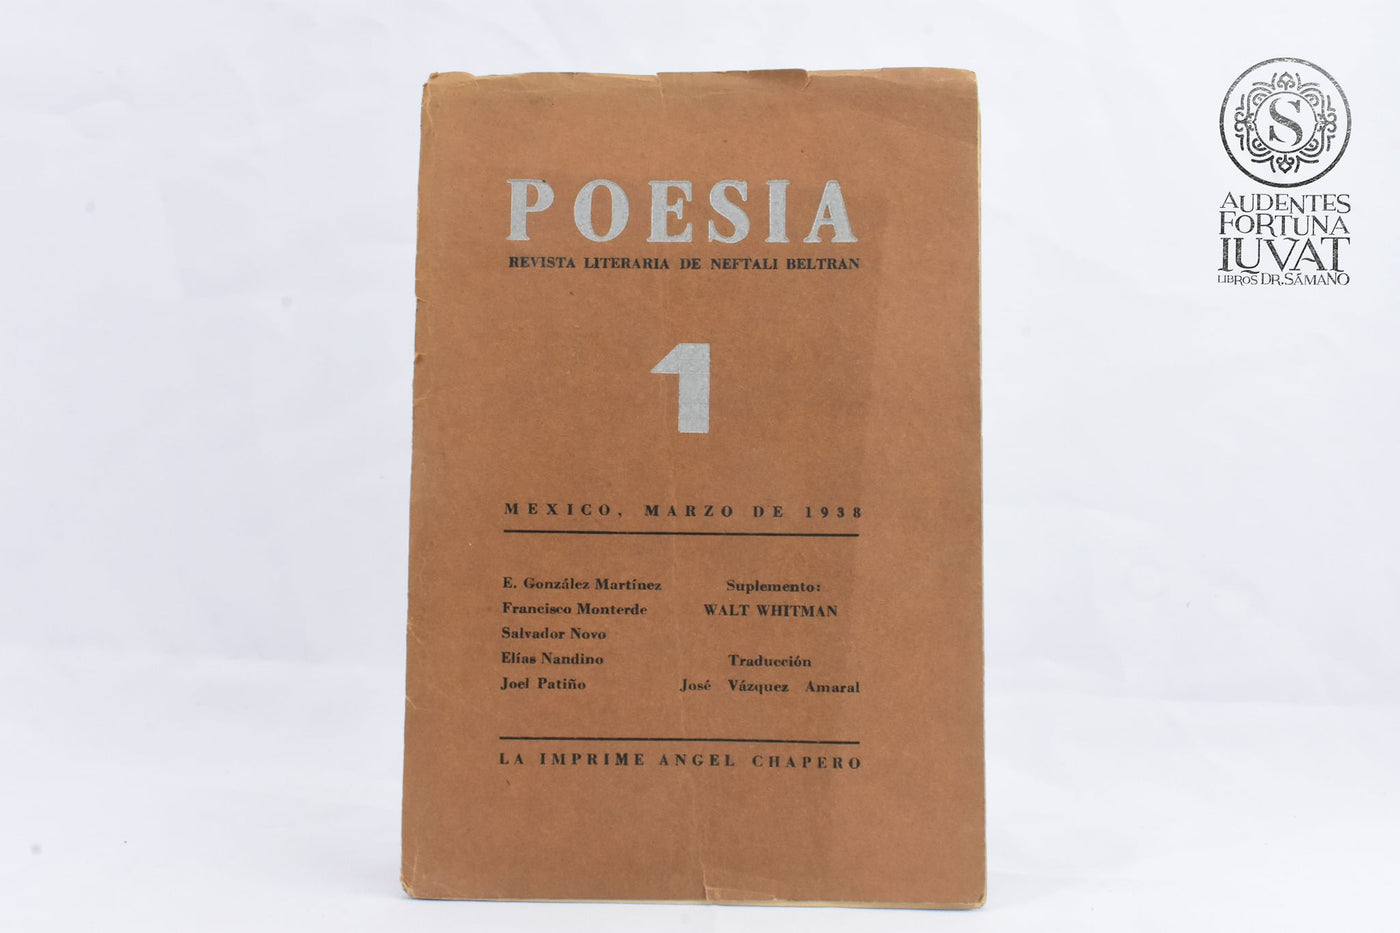 POESIA
REVISTA LITERARIA DE NEFTALI BELTRAN
1
MEXICO, MARZO DE 1938
E. González Martínez
Francisco Monterde
Salvador Novo
Elías Nandino
Joel Patiño
Suplemento:
WALT WHITMAN
Traducción
José Vázquez Amaral
LA IMPRIME ANGEL CHAPERO
S
AUDENTES
FORTUNA
IUVAT
LIBROS DR. SÁMANO